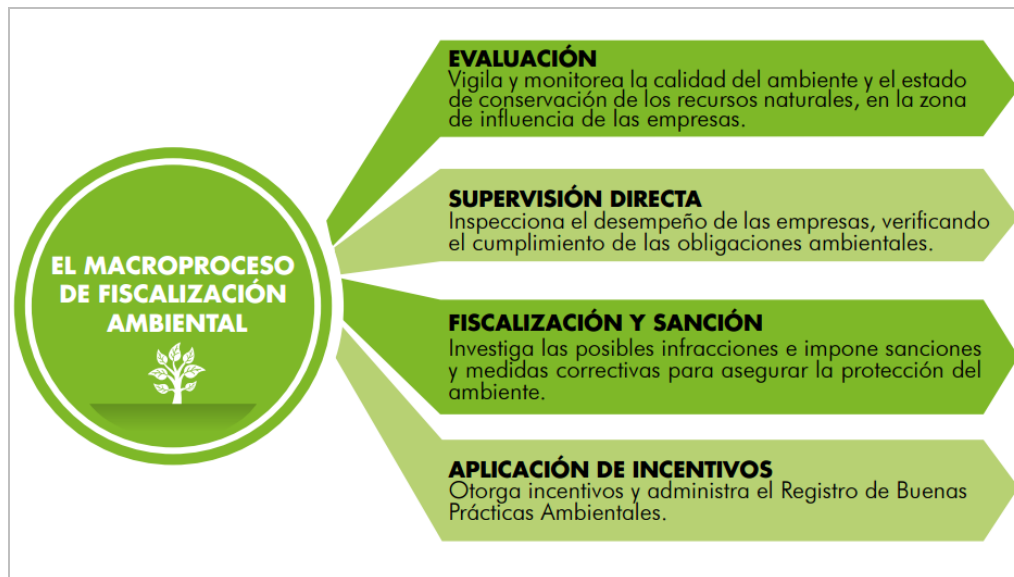 EL MACROPROCESO
DE FISCALIZACIÓN
AMBIENTAL
EVALUACIÓN
Vigila y monitorea la calidad del ambiente y el estado
de conservación de los recursos naturales, en la zona
de influencia de las empresas.
SUPERVISIÓN DIRECTA
Inspecciona el desempeño de las empresas, verificando
el cumplimiento de las obligaciones ambientales.
FISCALIZACIÓN Y SANCIÓN
Investiga las posibles infracciones e impone sanciones
y medidas correctivas para asegurar la protección del
ambiente.
APLICACIÓN DE INCENTIVOS
Otorga incentivos y administra el Registro de Buenas
Prácticas Ambientales.